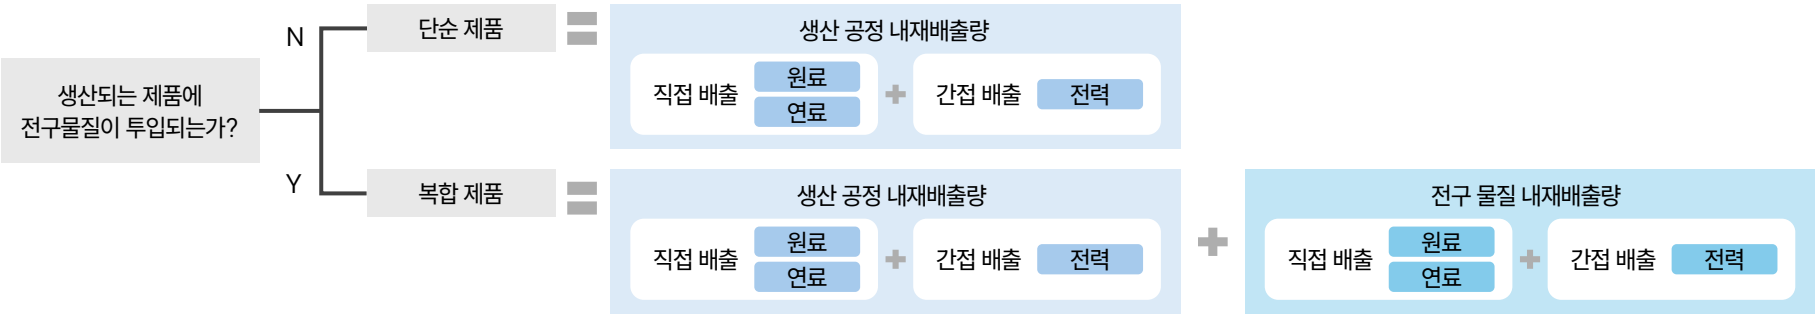 생산되는 제품에
전구물질이 투입되는가?
N
단순 제품
생산 공정 내재배출량
직접 배출
원료
연료
간접 배출
전력
Y
복합 제품
생산 공정 내재배출량
직접 배출
원료
연료
간접 배출
전력
전구 물질 내재배출량
직접 배출
원료
연료
간접 배출
전력